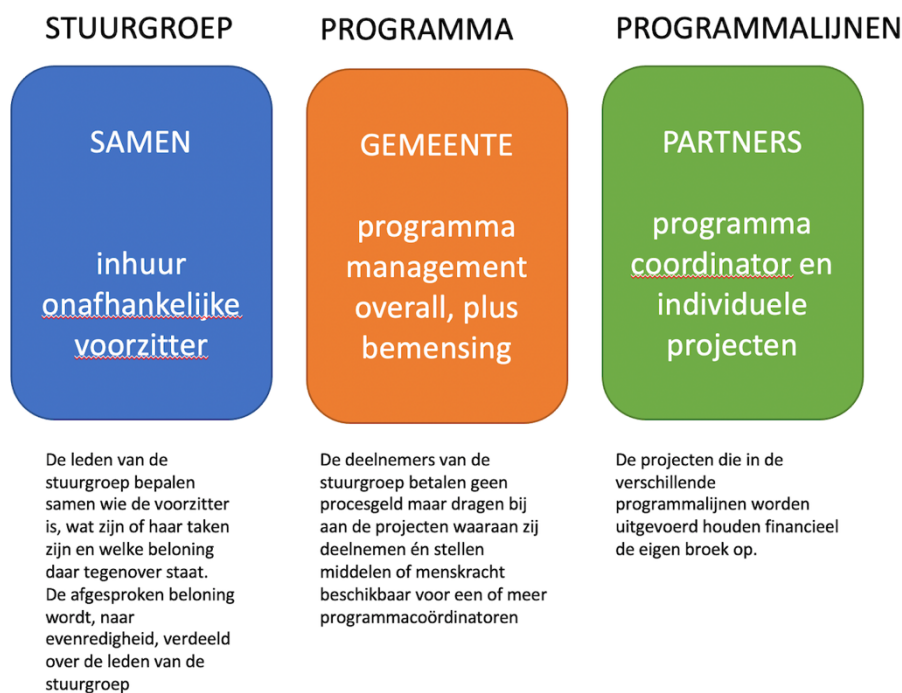 STUURGROEP
SAMEN
inhuur
onafhankelijke
voorzitter
De leden van de
stuurgroep bepalen
samen wie de voorzitter
is, wat zijn of haar taken
zijn en welke beloning
daar tegenover staat.
De afgesproken beloning
wordt, naar
evenredigheid, verdeeld
over de leden van de
stuurgroep
PROGRAMMA
GEMEENTE
programma
management
overall, plus
bemensing
De deelnemers van de
stuurgroep betalen geen
procesgeld maar dragen bij
aan de projecten waaraan zij
deelnemen én stellen
middelen of menskracht
beschikbaar voor een of meer
programmacoördinatoren
PROGRAMMALIJNEN
PARTNERS
programma
coordinator en
individuele
projecten
De projecten die in de
verschillende
programmalijnen worden
uitgevoerd houden financieel
de eigen broek op.